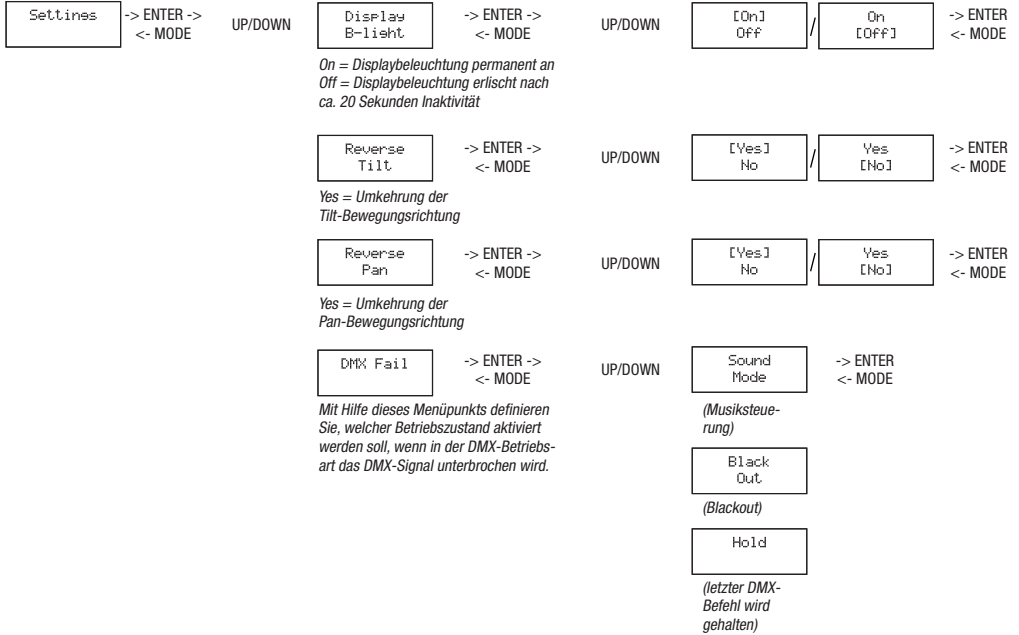 Settings -> ENTER -> UP/DOWN Display -> ENTER -> UP/DOWN [On] / On -> ENTER
<- MODE B-light <- MODE Off [Off] <- MODE
On = Displaybeleuchtung permanent an
Off = Displaybeleuchtung erlischt nach
ca. 20 Sekunden Inaktivität
Reverse -> ENTER -> UP/DOWN [Yes] / Yes -> ENTER
Tilt <- MODE No [No] <- MODE
Yes = Umkehrung der
Tilt-Bewegungsrichtung
Reverse -> ENTER -> UP/DOWN [Yes] / Yes -> ENTER
Pan <- MODE No [No] <- MODE
Yes = Umkehrung der
Pan-Bewegungsrichtung
DMX Fail -> ENTER -> UP/DOWN Sound -> ENTER
<- MODE Mode <- MODE
Mit Hilfe dieses Menüpunkts definieren
Sie, welcher Betriebszustand aktiviert
werden soll, wenn in der DMX-Betriebs-
art das DMX-Signal unterbrochen wird.
(Musiksteue-
rung)
Black
Out
(Blackout)
Hold
(letzter DMX-
Befehl wird
gehalten)